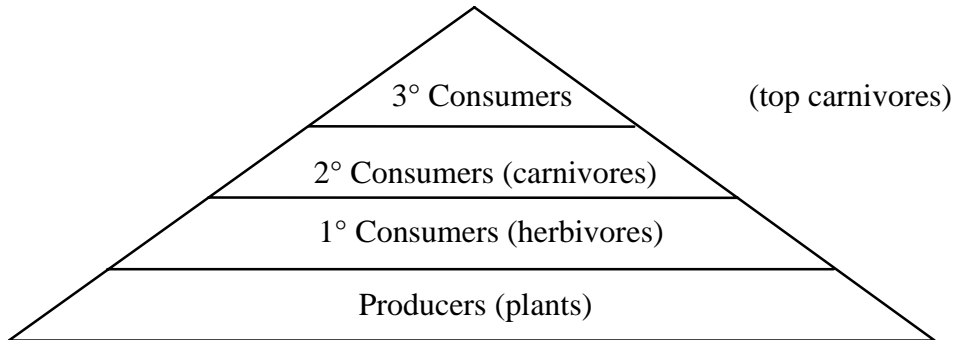 3° Consumers (top carnivores)
2° Consumers (carnivores)
1° Consumers (herbivores)
Producers (plants)